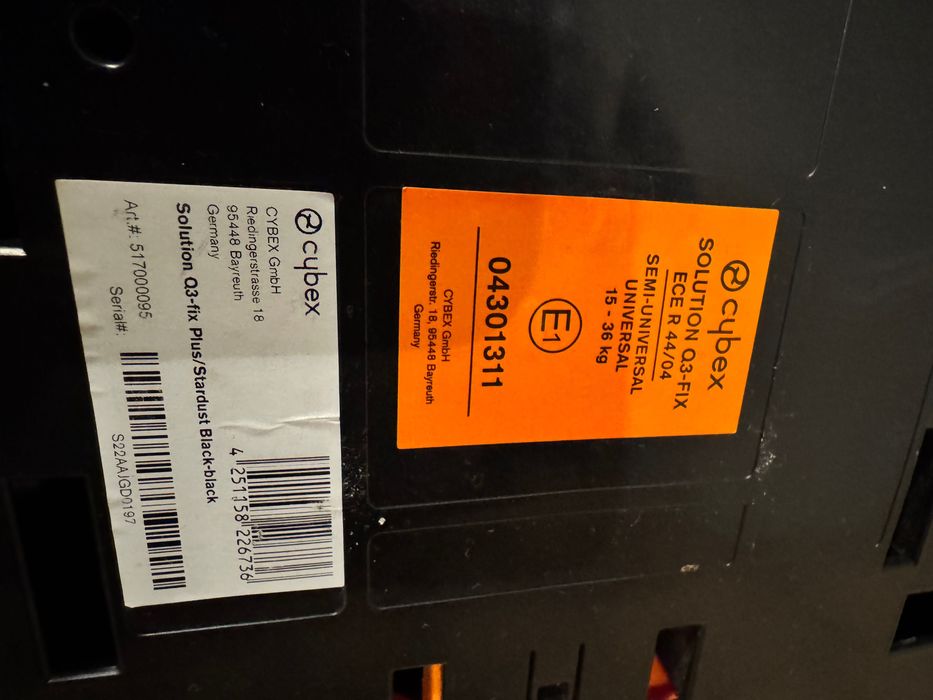 cybex
SOLUTION Q3-FIX
ECE R 44/04
SEMI-UNIVERSAL
UNIVERSAL
15 - 36 kg
E1
04301311
CYBEX GmbH
Riedingerstr. 18, 95448 Bayreuth
Germany
cybex
CYBEX GmbH
Riedingerstrasse 18
95448 Bayreuth
Germany
4 251158 226736
Solution Q3-fix Plus/Stardust Black-black
Art.#: 517000095 Serial#:
S22AAJGD0197